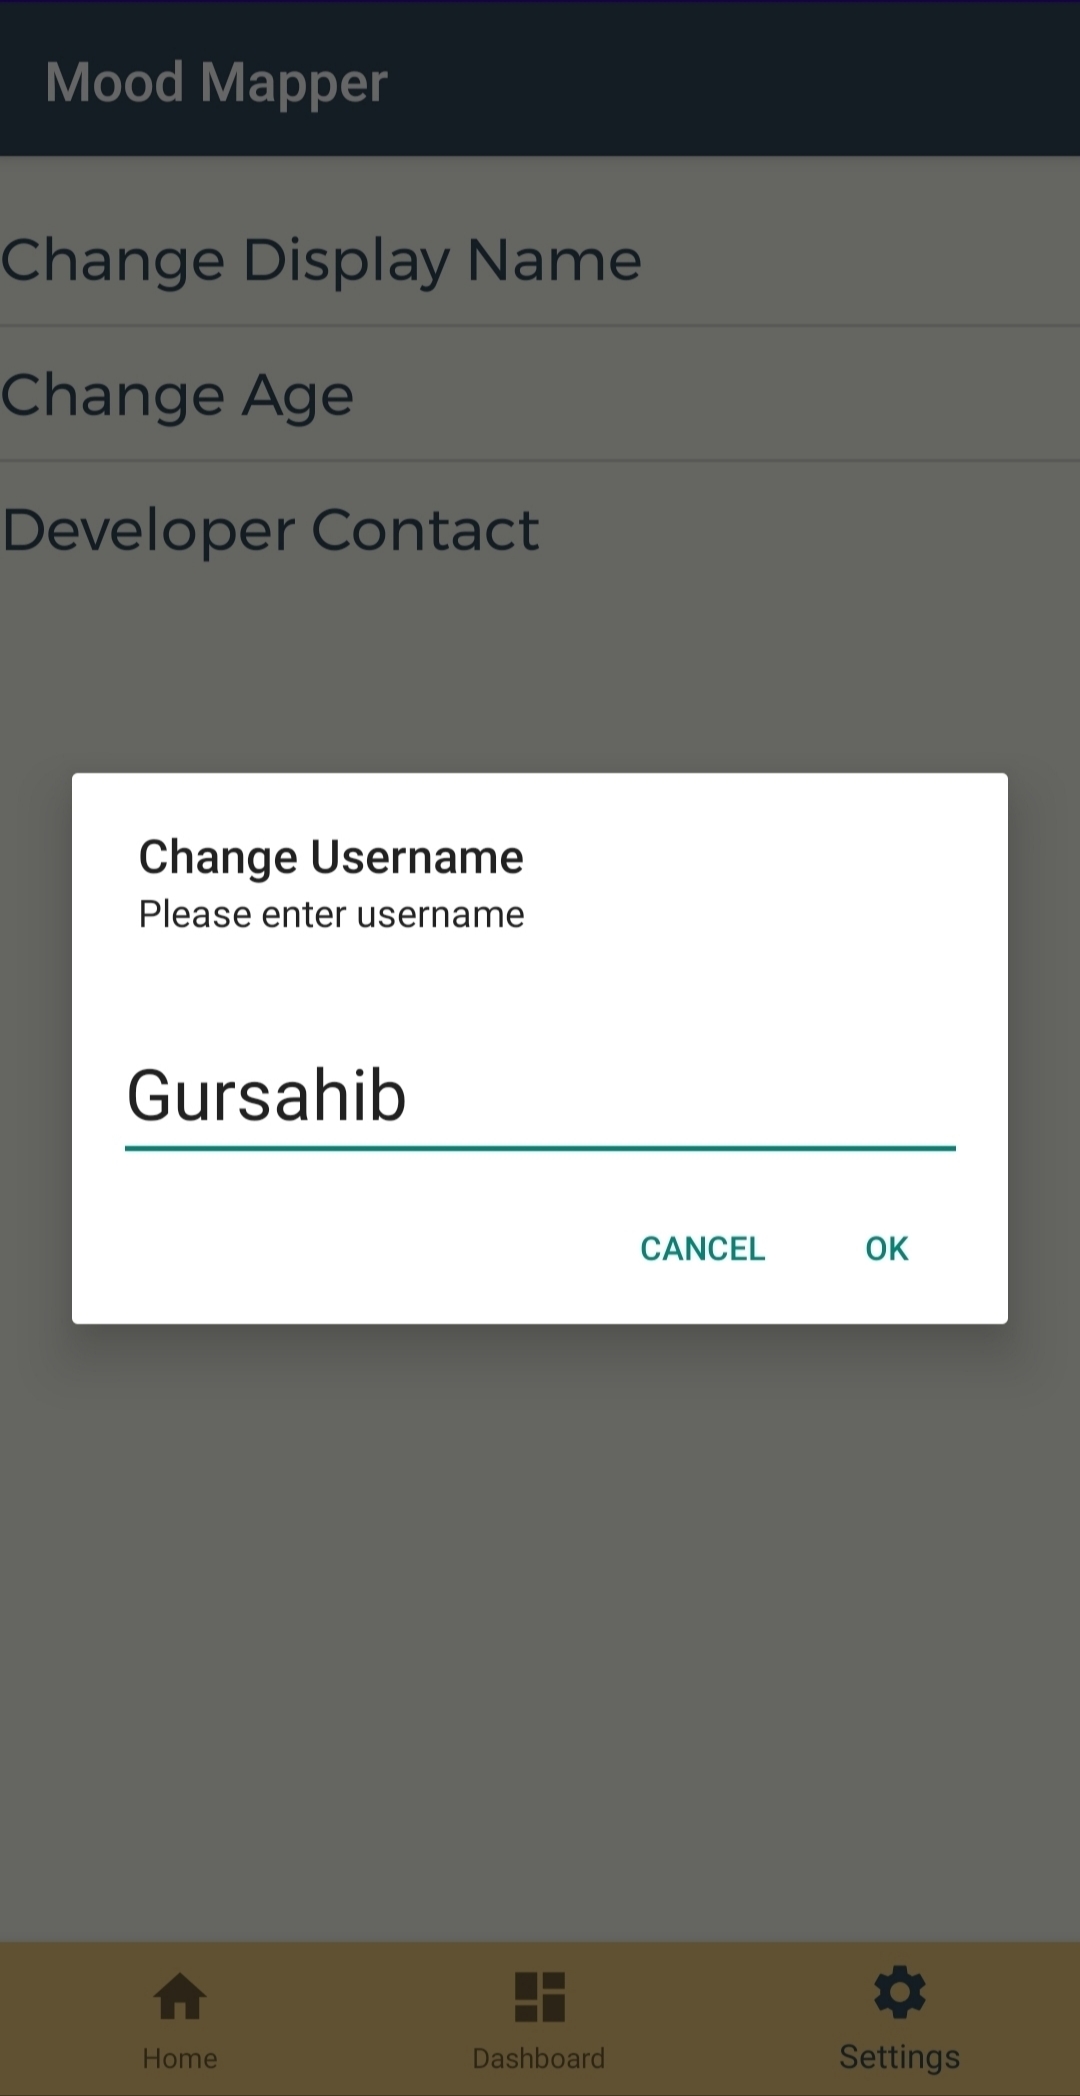 Mood Mapper
Change Display Name
Change Age
Developer Contact
Change Username
Please enter username
Gursahib
CANCEL OK
Home Dashboard Settings